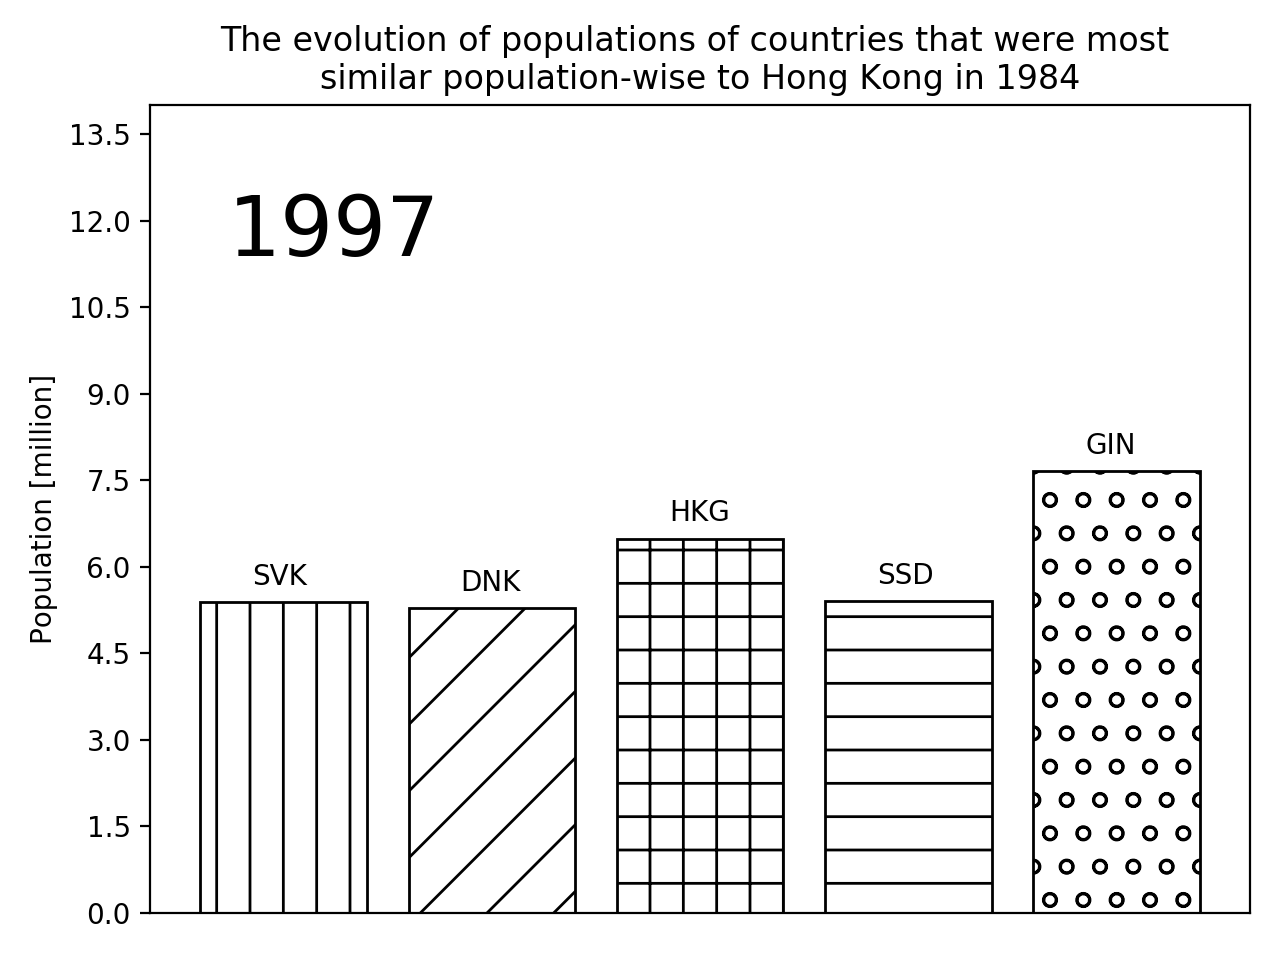 The evolution of populations of countries that were most
similar population-wise to Hong Kong in 1984
13.5
12.0
10.5
9.0
7.5
6.0
4.5
3.0
1.5
0.0
Population [million]
1997
SVK
DNK
HKG
SSD
GIN